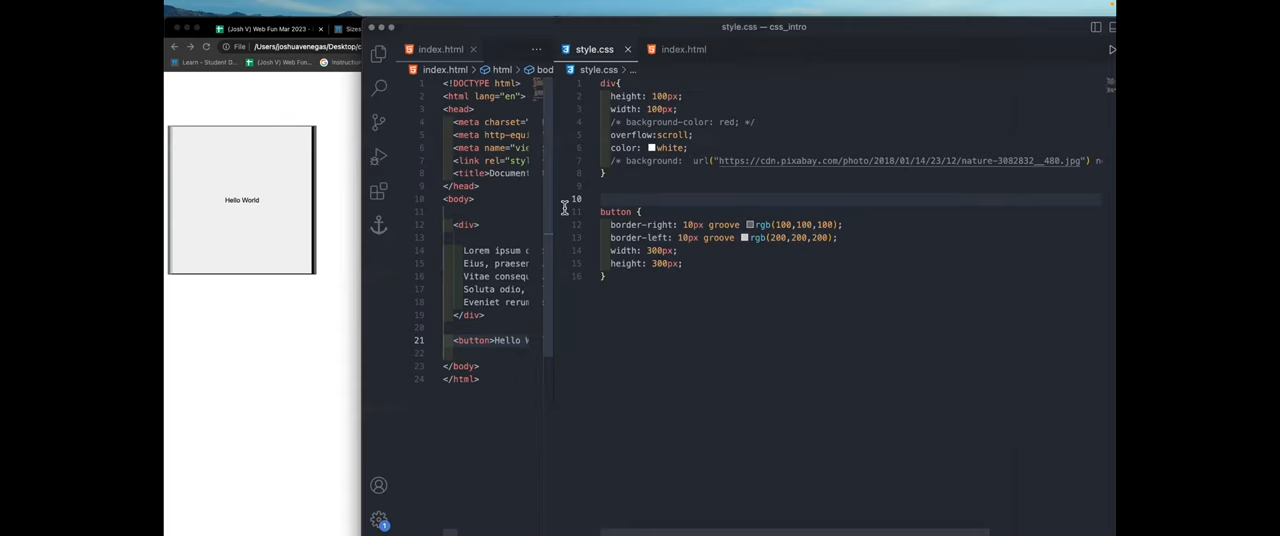 style.css — css_intro
(Josh V) Web Fun Mar 2023 -
Sizes
File
/Users/joshuavenegas/Desktop/c
Learn - Student D...
(JoshV) Web Fun...
Instruction
Hello World
index.html
style.css
index.html
index.html > html > body
style.css > ...
1 <!DOCTYPE html>
2 <html lang="en">
3 <head>
4 <meta charset="
5 <meta http-equi
6 <meta name="vie
7 <link rel="styl
8 <title>Document
9 </head>
10 <body>
11
12 <div>
13
14 Lorem ipsum
15 Eius, praesen
16 Vitae consequ
17 Soluta odio,
18 Eveniet rerum
19 </div>
20
21 <button>Hello W
22
23 </body>
24 </html>
1 div{
2 height: 100px;
3 width: 100px;
4 /* background-color: red; */
5 overflow:scroll;
6 color: white;
7 /* background: url("https://cdn.pixabay.com/photo/2018/01/14/23/12/nature-3082832__480.jpg") n
8 }
9
10
11 button {
12 border-right: 10px groove rgb(100,100,100);
13 border-left: 10px groove rgb(200,200,200);
14 width: 300px;
15 height: 300px;
16 }
1